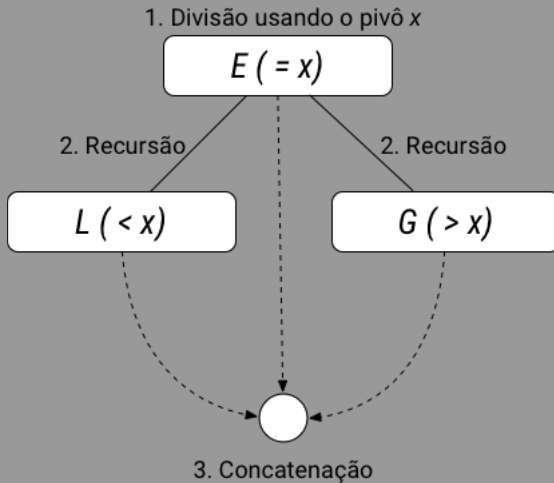 1. Divisão usando o pivô x
E ( = x)
2. Recursão
2. Recursão
L ( < x)
G ( > x)
3. Concatenação